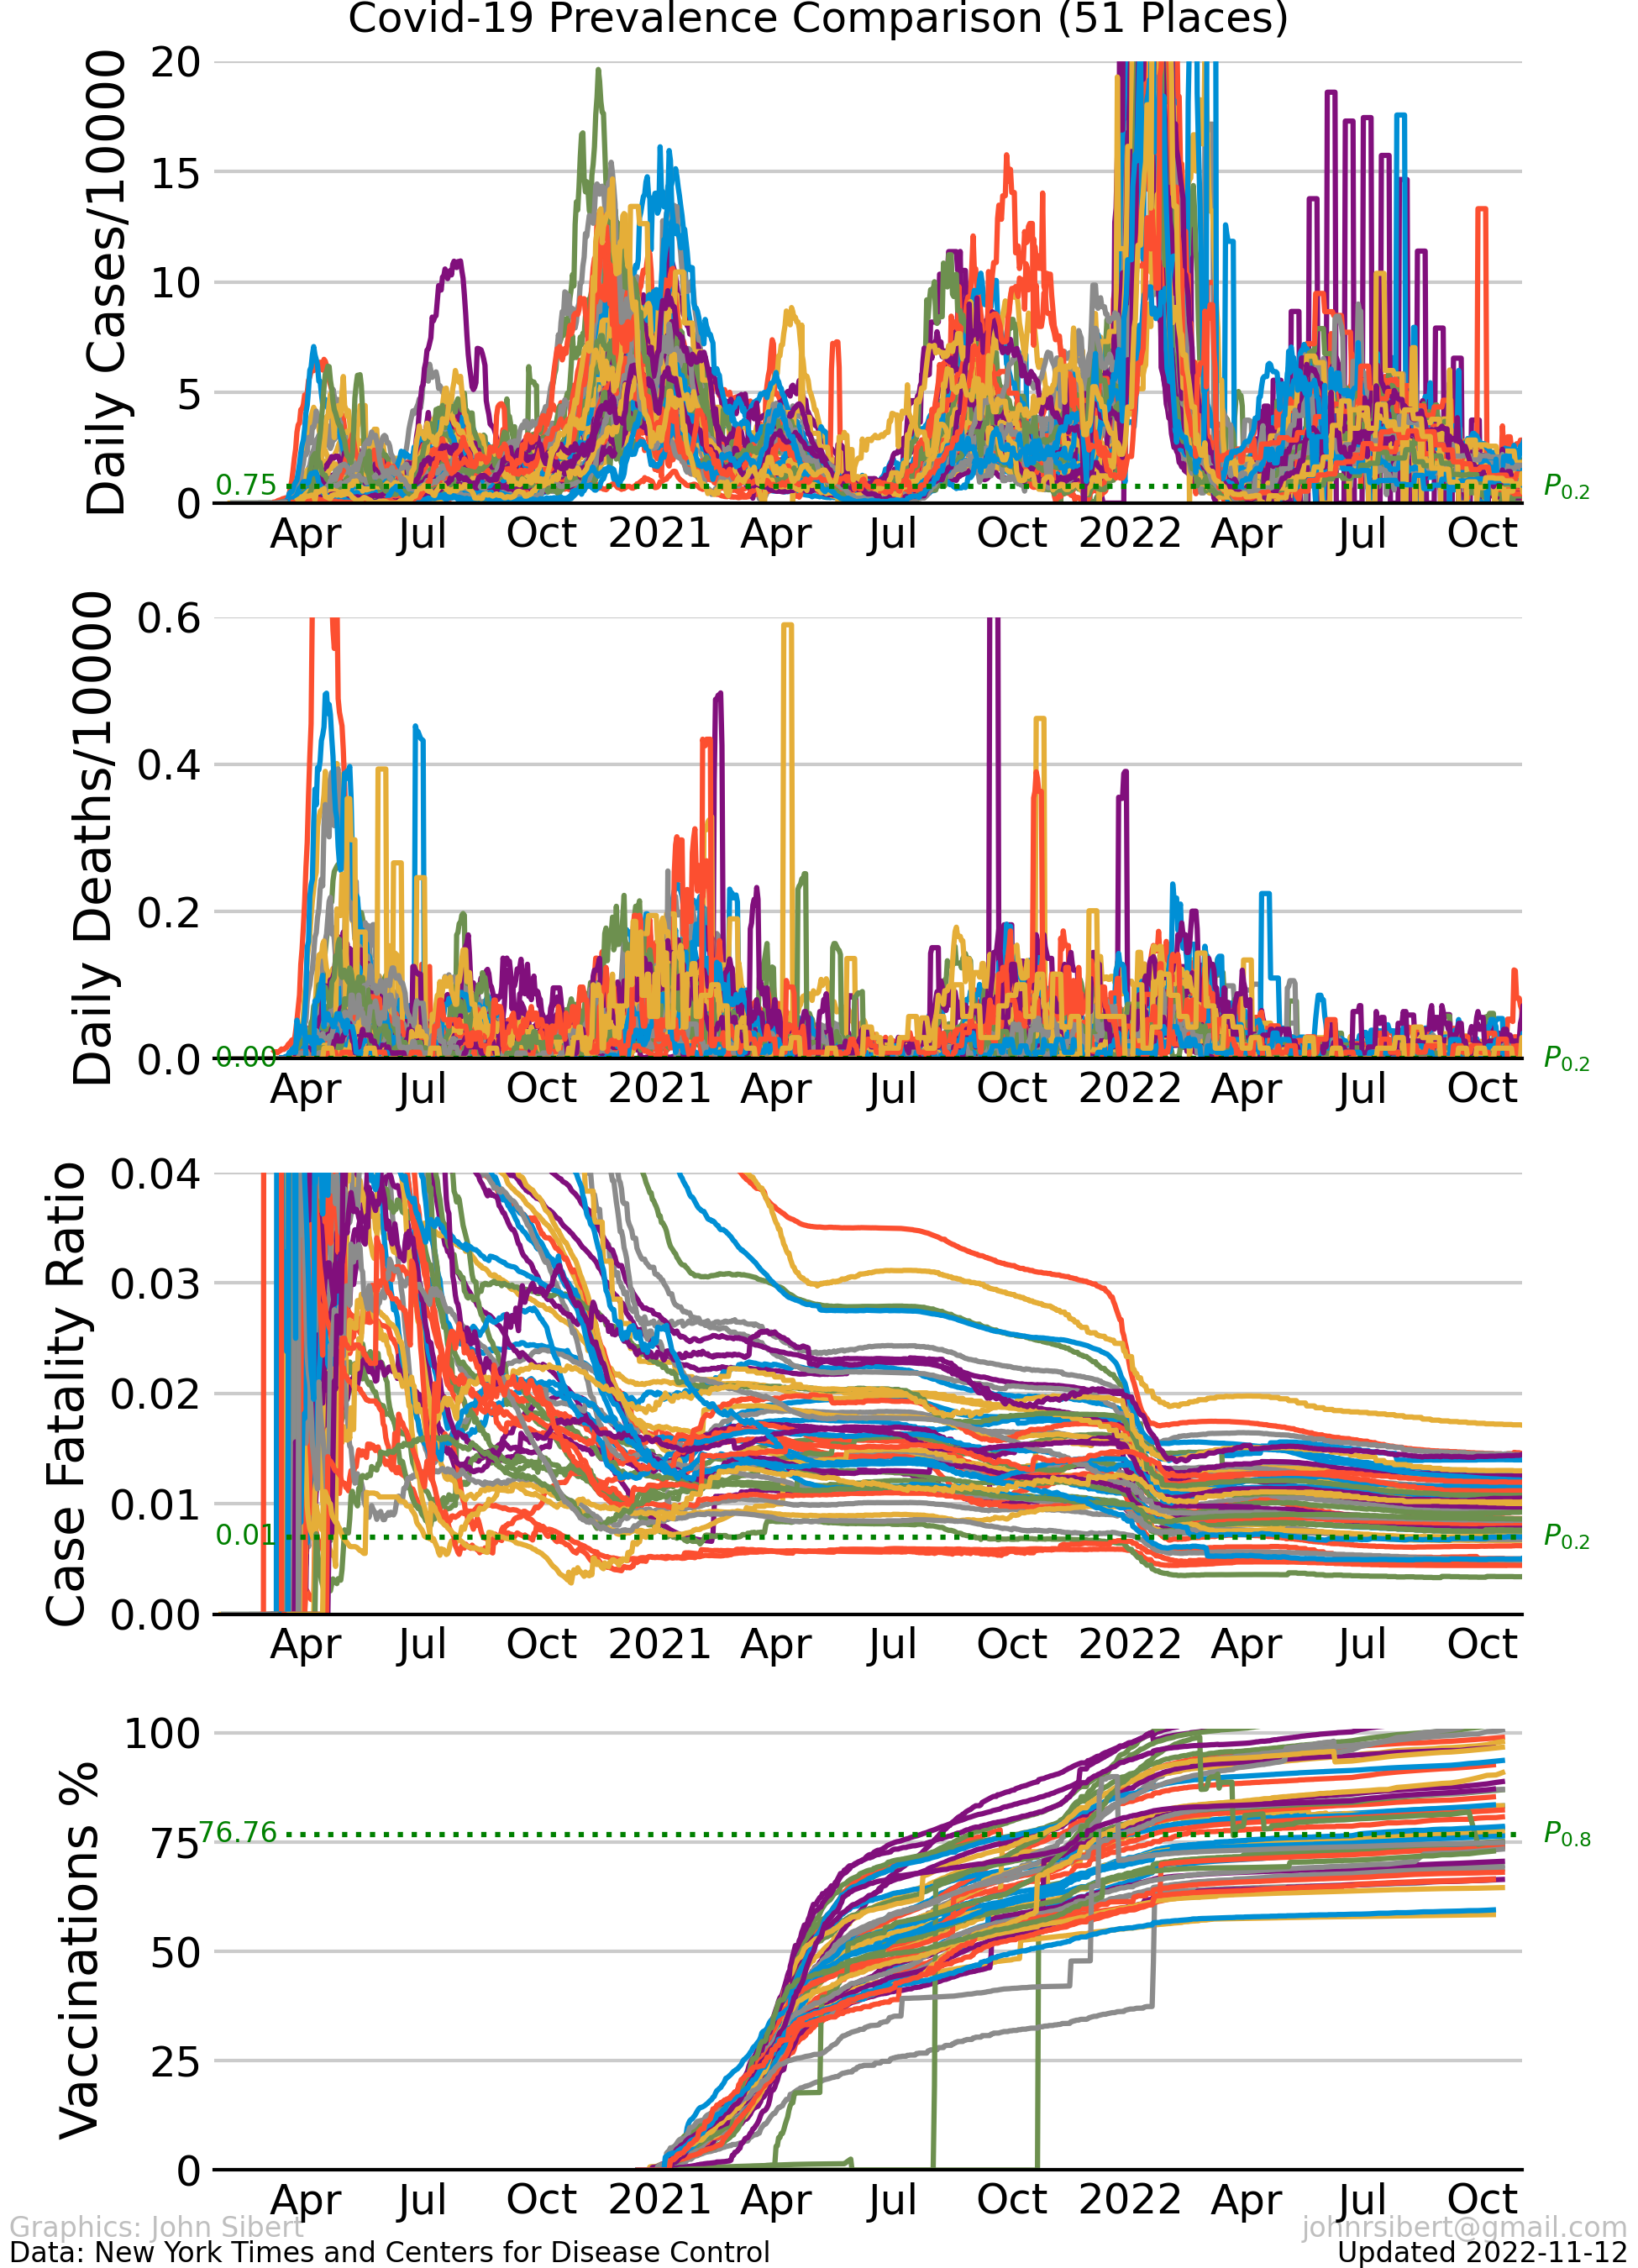 Covid-19 Prevalence Comparison (51 Places)
Daily Cases/10000
20
15
10
5
0
0.75
P0.2
Apr Jul Oct 2021 Apr Jul Oct 2022 Apr Jul Oct
Daily Deaths/10000
0.6
0.4
0.2
0.0
0.00
P0.2
Apr Jul Oct 2021 Apr Jul Oct 2022 Apr Jul Oct
Case Fatality Ratio
0.04
0.03
0.02
0.01
0.00
0.01
P0.2
Apr Jul Oct 2021 Apr Jul Oct 2022 Apr Jul Oct
Vaccinations %
100
75
50
25
0
76.76
P0.8
Apr Jul Oct 2021 Apr Jul Oct 2022 Apr Jul Oct
Graphics: John Sibert
johnrsibert@gmail.com
Data: New York Times and Centers for Disease Control
Updated 2022-11-12